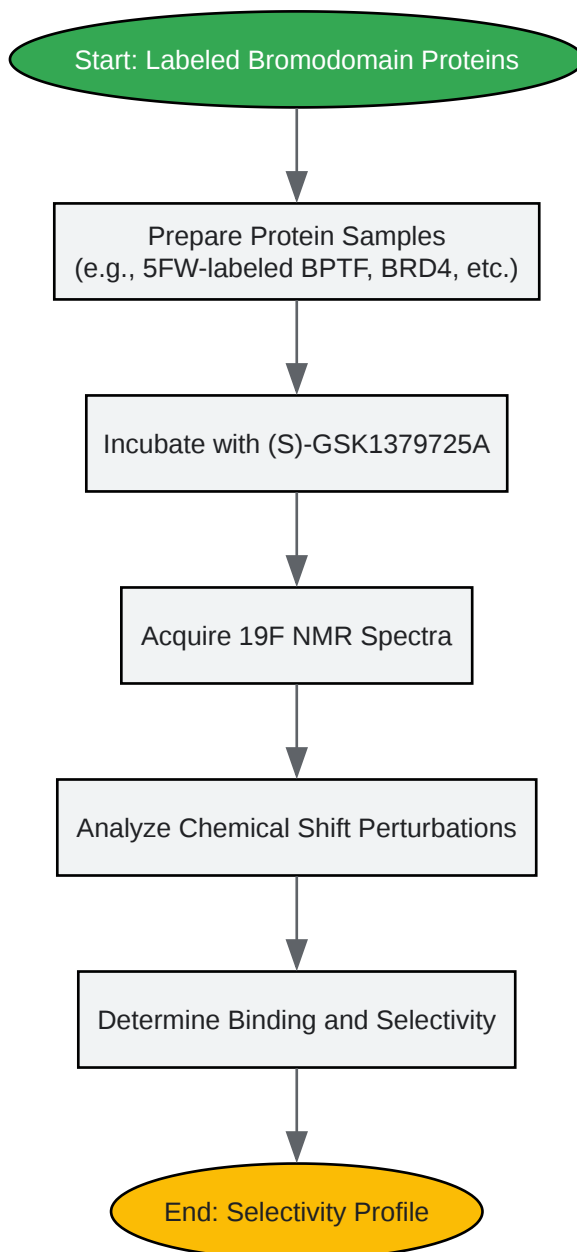 Start: Labeled Bromodomain Proteins
Prepare Protein Samples
(e.g., 5FW-labeled BPTF, BRD4, etc.)
Incubate with (S)-GSK1379725A
Acquire 19F NMR Spectra
Analyze Chemical Shift Perturbations
Determine Binding and Selectivity
End: Selectivity Profile